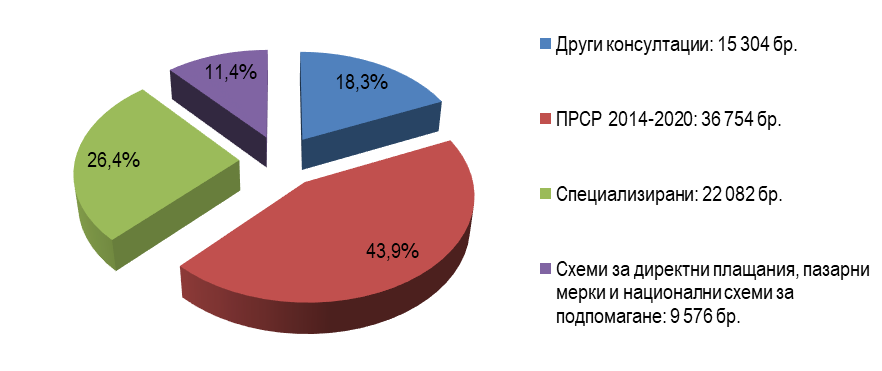 11,4%
18,3%
26,4%
43,9%
Други консултации: 15 304 бр.
ПРСР 2014-2020: 36 754 бр.
Специализирани: 22 082 бр.
Схеми за директни плащания, пазарни
мерки и национални схеми за
подпомагане: 9 576 бр.